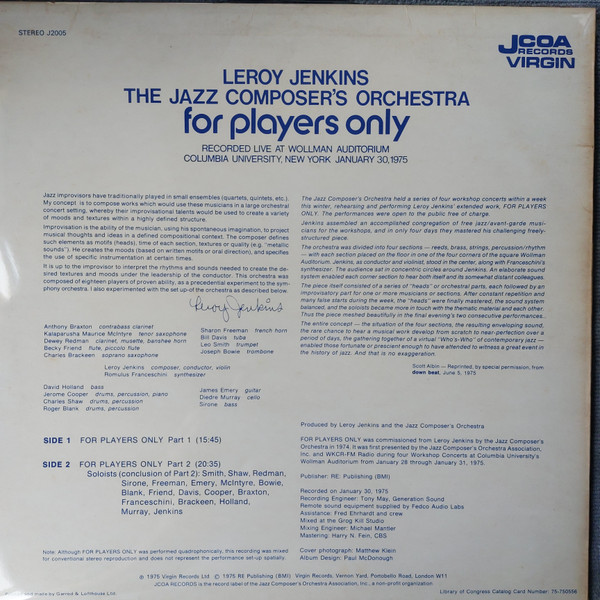 STEREO J2005
JCOA
RECORDS
VIRGIN
LEROY JENKINS
THE JAZZ COMPOSER'S ORCHESTRA
for players only
RECORDED LIVE AT WOLLMAN AUDITORIUM
COLUMBIA UNIVERSITY, NEW YORK JANUARY 30, 1975
Jazz improvisors have traditionally played in small ensembles (quartets, quintets, etc.).
My concept is to compose works which would use these musicians in a large orchestral
concert setting, whereby their improvisational talents would be used to create a variety
of moods and textures within a highly defined structure.
Improvisation is the ability of the musician, using his spontaneous imagination, to project
musical thoughts and ideas in a defined compositional context. The composer defines
such elements as motifs (heads), time of each section, textures or quality (e.g. "metallic
sounds"). He creates the moods (based on written motifs or oral direction), and specifies
the use of specific instrumentation at certain times.
It is up to the improvisor to interpret the rhythms and sounds needed to create the de-
sired textures and moods under the leadership of the conductor. This orchestra was
composed of eighteen players of proven ability, as a precedential experiment to the sym-
phony orchestra. I also experimented with the set-up of the orchestra as described below.
Leroy Jenkins
Anthony Braxton contrabass clarinet
Kalaparusha Maurice McIntyre tenor saxophone
Dewey Redman clarinet, musette, banshee horn
Becky Friend flute, piccolo flute
Charles Brackeen soprano saxophone
Sharon Freeman french horn
Bill Davis tuba
Leo Smith trumpet
Joseph Bowie trombone
Leroy Jenkins composer, conductor, violin
Romulus Franceschini synthesizer
David Holland bass
Jerome Cooper drums, percussion, piano
Charles Shaw drums, percussion
Roger Blank drums, percussion
James Emery guitar
Diedre Murray cello
Sirone bass
SIDE 1 FOR PLAYERS ONLY Part 1 (15:45)
SIDE 2 FOR PLAYERS ONLY Part 2 (20:35)
Soloists (conclusion of Part 2): Smith, Shaw, Redman,
Sirone, Freeman, Emery, McIntyre, Bowie,
Blank, Friend, Davis, Cooper, Braxton,
Franceschini, Brackeen, Holland,
Murray, Jenkins
Note: Although FOR PLAYERS ONLY was performed quadrophonically, this recording was mixed
for conventional stereo reproduction and does not represent the performance set-up spatially.
The Jazz Composer's Orchestra held a series of four workshop concerts within a week
this winter, rehearsing and performing Leroy Jenkins' extended work, FOR PLAYERS
ONLY. The performances were open to the public free of charge.
Jenkins assembled an accomplished congregation of free jazz/avant-garde musi-
cians for the workshops, and in only four days they mastered his challenging freely-
structured piece.
The orchestra was divided into four sections — reeds, brass, strings, percussion/rhythm
— with each section placed on the floor in one of the four corners of the square Wollman
Auditorium. Jenkins, as conductor and violinist, stood in the center, along with Franceschini's
synthesizer. The audience sat in concentric circles around Jenkins. An elaborate sound
system enabled each corner section to hear both itself and its somewhat distant colleagues.
The piece itself consisted of a series of "heads" or orchestral parts, each followed by an
improvisatory part for one or more musicians or sections. After constant repetition and
many false starts during the week, the "heads" were finally mastered, the sound system
balanced, and the soloists became more in touch with the thematic material and each other.
Thus the piece meshed beautifully in the final evening's two consecutive performances.
The entire concept — the situation of the four sections, the resulting enveloping sound,
the rare chance to hear a musical work develop from scratch to near-perfection over a
period of days, the gathering together of a virtual "Who's-Who" of contemporary jazz —
enabled those fortunate or prescient enough to have attended to witness a great event in
the history of jazz. And that is no exaggeration.
Scott Albin — Reprinted, by special permission, from
down beat, June 5, 1975
Produced by Leroy Jenkins and the Jazz Composer's Orchestra
FOR PLAYERS ONLY was commissioned from Leroy Jenkins by the Jazz Composer's
Orchestra in 1974. It was first presented by the Jazz Composer's Orchestra Association,
Inc. and WKCR-FM Radio during four Workshop Concerts at Columbia University's
Wollman Auditorium from January 28 through January 31, 1975.
Publisher: RE: Publishing (BMI)
Recorded on January 30, 1975
Recording Engineer: Tony May, Generation Sound
Remote sound equipment supplied by Fedco Audio Labs
Assistance: Fred Ehrhardt and crew
Mixed at the Grog Kill Studio
Mixing Engineer: Michael Mantler
Mastering: Harry N. Fein, CBS
Cover photograph: Matthew Klein
Album Design: Paul McDonough
℗ 1975 Virgin Records Ltd. © 1975 RE Publishing (BMI) Virgin Records, Vernon Yard, Portobello Road, London W11
JCOA RECORDS is the record label of the Jazz Composer's Orchestra Association, Inc., a non-profit organization
made by Garrod & Lofthouse Ltd
Library of Congress Catalog Card Number